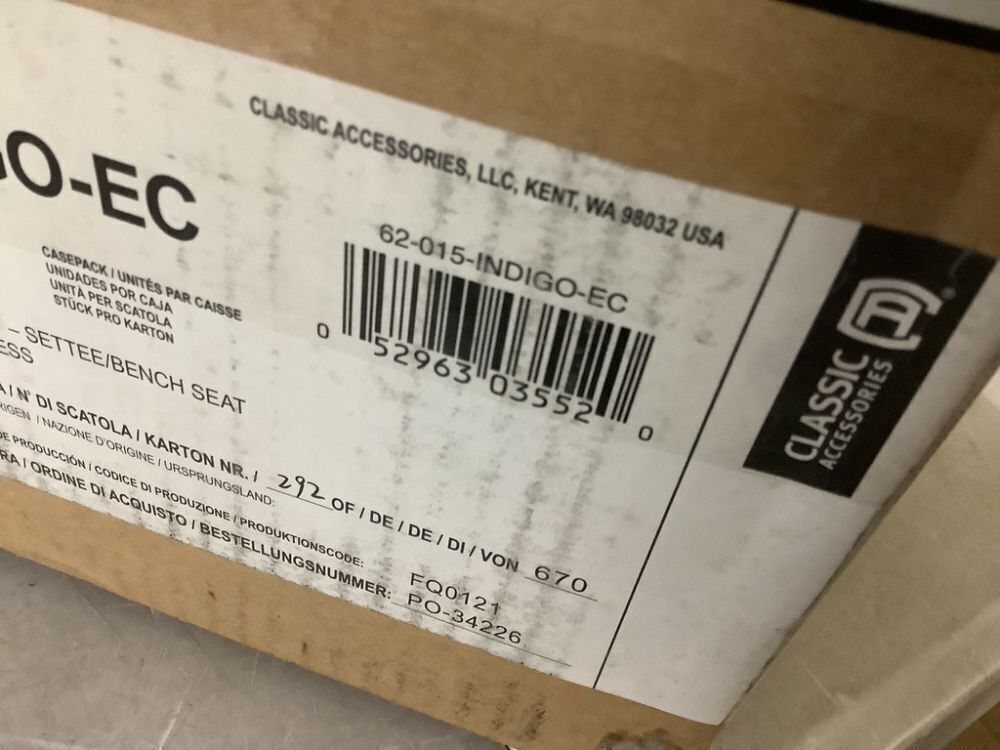 CLASSIC ACCESSORIES, LLC, KENT, WA 98032 USA
GO-EC
62-015-INDIGO-EC
0 52963 03552 0
CASEPACK / UNITÉS PAR CAISSE
UNIDADES POR CAJA
UNITÀ PER SCATOLA
STÜCK PRO KARTON
– SETTEE/BENCH SEAT
ESS
A / N° DI SCATOLA / KARTON NR. / 292 OF / DE / DE / DI / VON 670
RIGEN / NAZIONE D'ORIGINE / URSPRUNGSLAND:
DE PRODUCCIÓN / CODICE DI PRODUZIONE / PRODUKTIONSCODE: FQ0121
RA / ORDINE DI ACQUISTO / BESTELLUNGSNUMMER: PO-34226
CLASSIC
ACCESSORIES
®